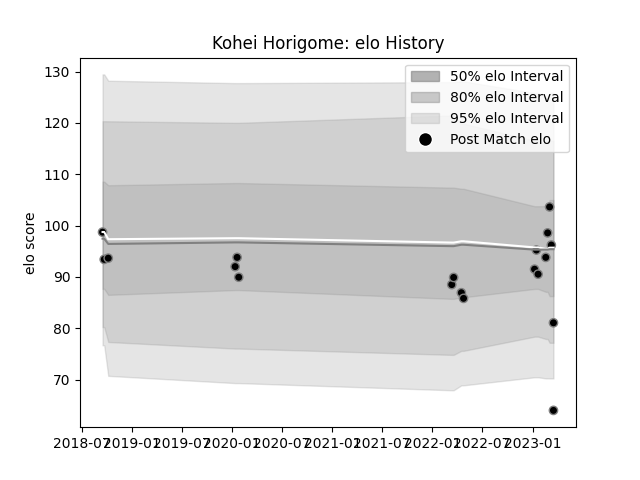 Kohei Horigome: elo History
50% elo Interval
80% elo Interval
95% elo Interval
Post Match elo
elo score
130
120
110
100
90
80
70
2018-07 2019-01 2019-07 2020-01 2020-07 2021-01 2021-07 2022-01 2022-07 2023-01